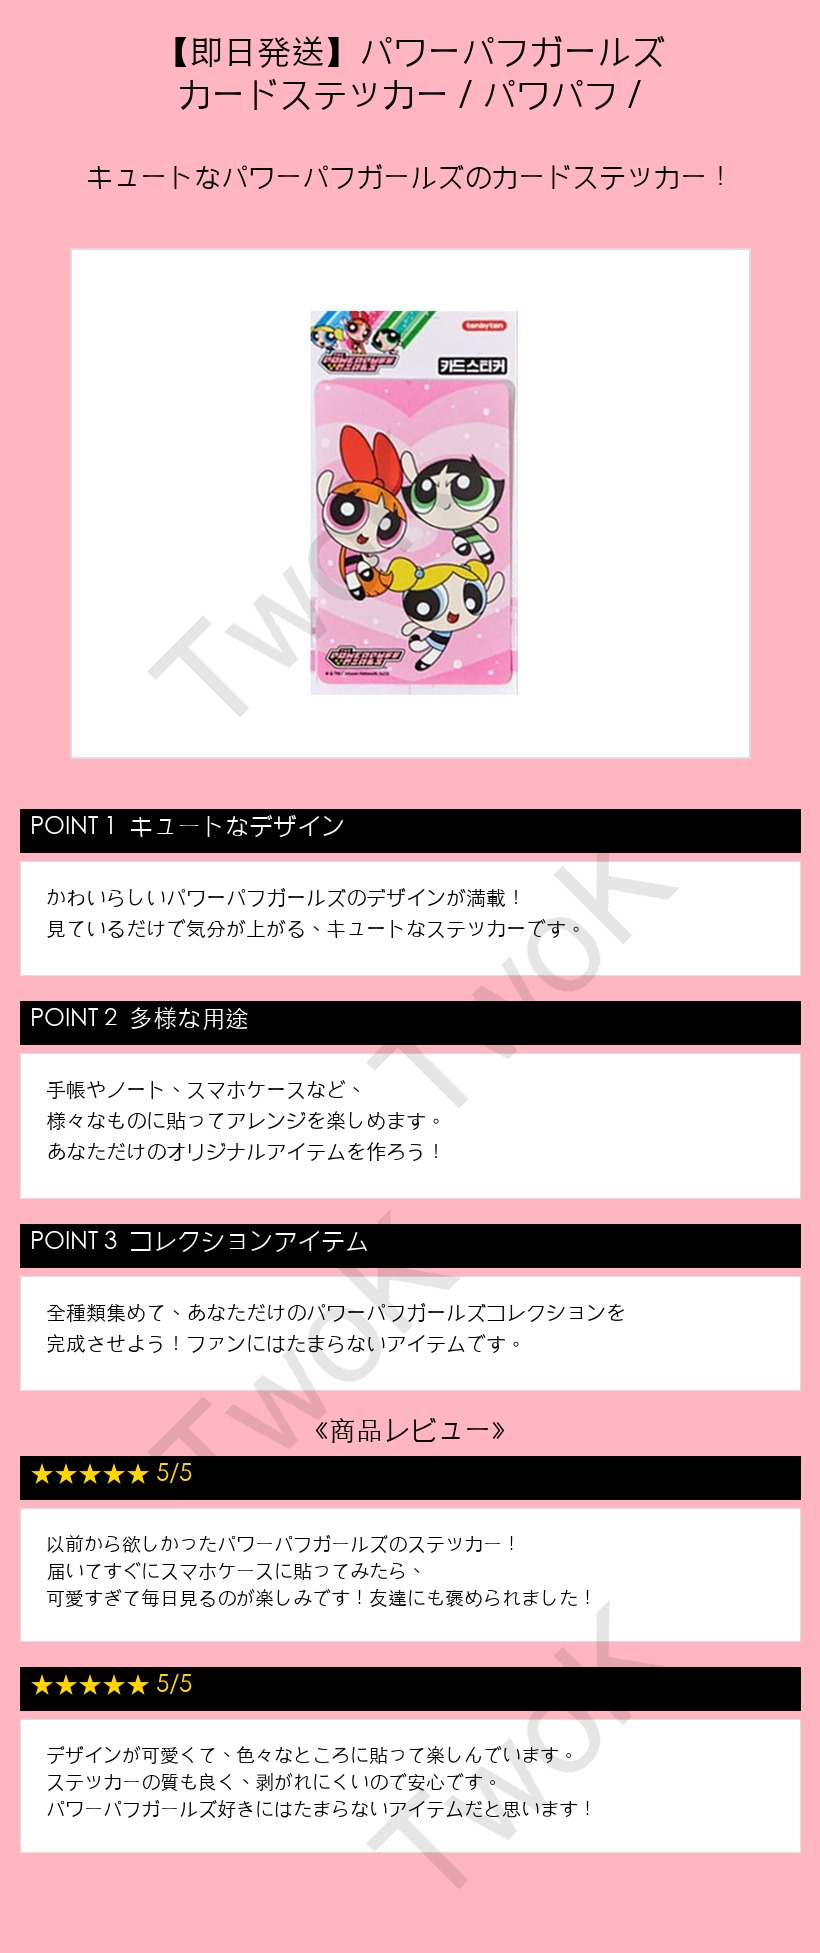 【即日発送】パワーパフガールズ
カードステッカー / パワパフ /
キュートなパワーパフガールズのカードステッカー！
tenbyten
THE
POWERPUFF
GIRLS
카드스티커
POWERPUFF
GIRLS
TwoK
POINT 1 キュートなデザイン
かわいらしいパワーパフガールズのデザインが満載！
見ているだけで気分が上がる、キュートなステッカーです。
TwoK
POINT 2 多様な用途
手帳やノート、スマホケースなど、
様々なものに貼ってアレンジを楽しめます。
あなただけのオリジナルアイテムを作ろう！
POINT 3 コレクションアイテム
全種類集めて、あなただけのパワーパフガールズコレクションを
完成させよう！ファンにはたまらないアイテムです。
TwoK
《商品レビュー》
★★★★★ 5/5
以前から欲しかったパワーパフガールズのステッカー！
届いてすぐにスマホケースに貼ってみたら、
可愛すぎて毎日見るのが楽しみです！友達にも褒められました！
★★★★★ 5/5
デザインが可愛くて、色々なところに貼って楽しんでいます。
ステッカーの質も良く、剥がれにくいので安心です。
パワーパフガールズ好きにはたまらないアイテムだと思います！
TwoK